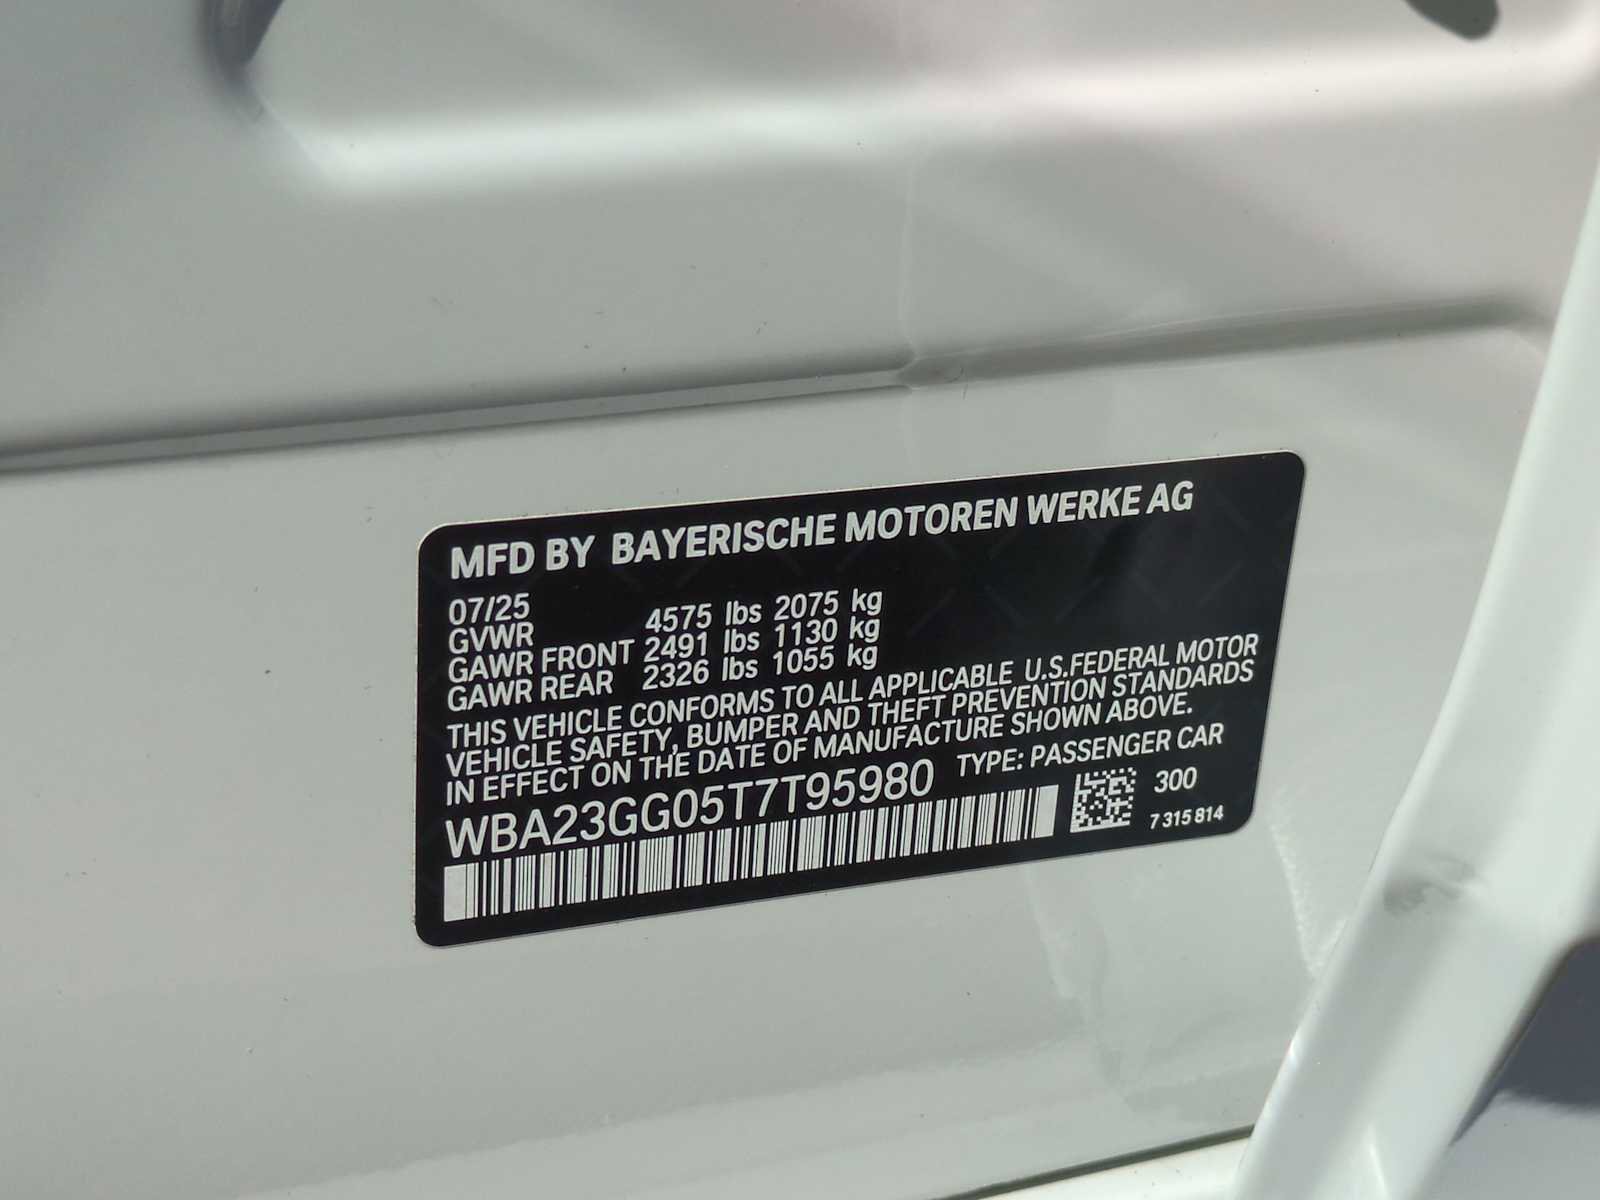 MFD BY BAYERISCHE MOTOREN WERKE AG
07/25
GVWR 4575 lbs 2075 kg
GAWR FRONT 2491 lbs 1130 kg
GAWR REAR 2326 lbs 1055 kg
THIS VEHICLE CONFORMS TO ALL APPLICABLE U.S.FEDERAL MOTOR
VEHICLE SAFETY, BUMPER AND THEFT PREVENTION STANDARDS
IN EFFECT ON THE DATE OF MANUFACTURE SHOWN ABOVE.
WBA23GG05T7T95980 TYPE: PASSENGER CAR
300
7 315 814